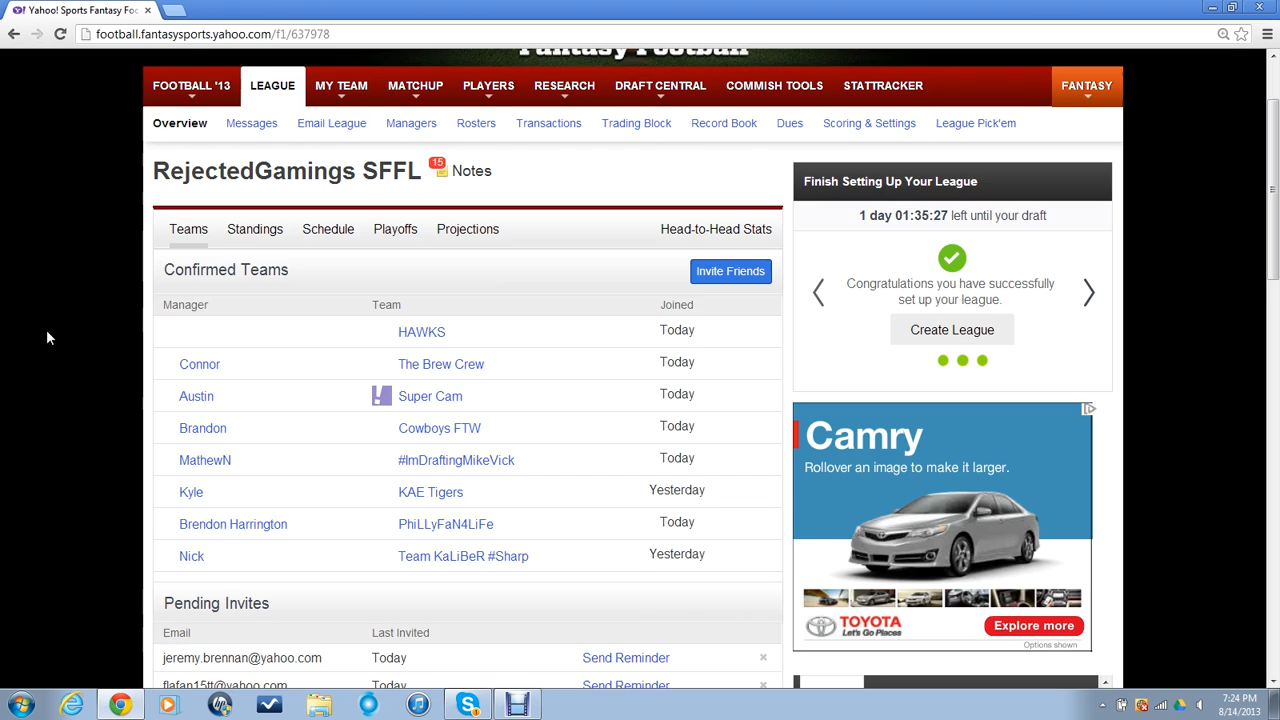 Yahoo! Sports Fantasy Foo
football.fantasysports.yahoo.com/f1/637978
Fantasy Football
FOOTBALL '13 LEAGUE MY TEAM MATCHUP PLAYERS RESEARCH DRAFT CENTRAL COMMISH TOOLS STATTRACKER FANTASY
Overview Messages Email League Managers Rosters Transactions Trading Block Record Book Dues Scoring & Settings League Pick'em
RejectedGamings SFFL 15 Notes
Teams Standings Schedule Playoffs Projections Head-to-Head Stats
Confirmed Teams Invite Friends
Manager Team Joined
HAWKS Today
Connor The Brew Crew Today
Austin Super Cam Today
Brandon Cowboys FTW Today
MathewN #ImDraftingMikeVick Today
Kyle KAE Tigers Yesterday
Brendon Harrington PhiLLyFaN4LiFe Today
Nick Team KaLiBeR #Sharp Yesterday
Pending Invites
Email Last Invited
jeremy.brennan@yahoo.com Today Send Reminder
flafan15tt@yahoo.com Today Send Reminder
Finish Setting Up Your League
1 day 01:35:27 left until your draft
Congratulations you have successfully
set up your league.
Create League
Camry
Rollover an image to make it larger.
TOYOTA
Let's Go Places
Explore more
Options shown
7:24 PM
8/14/2013